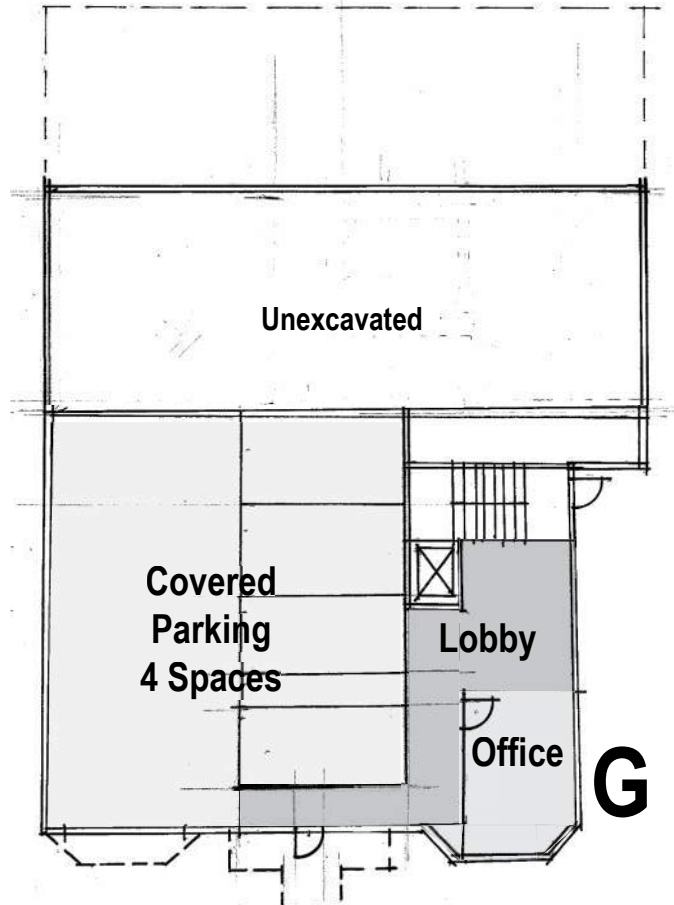 Unexcavated
Covered
Parking
4 Spaces
Lobby
Office
G